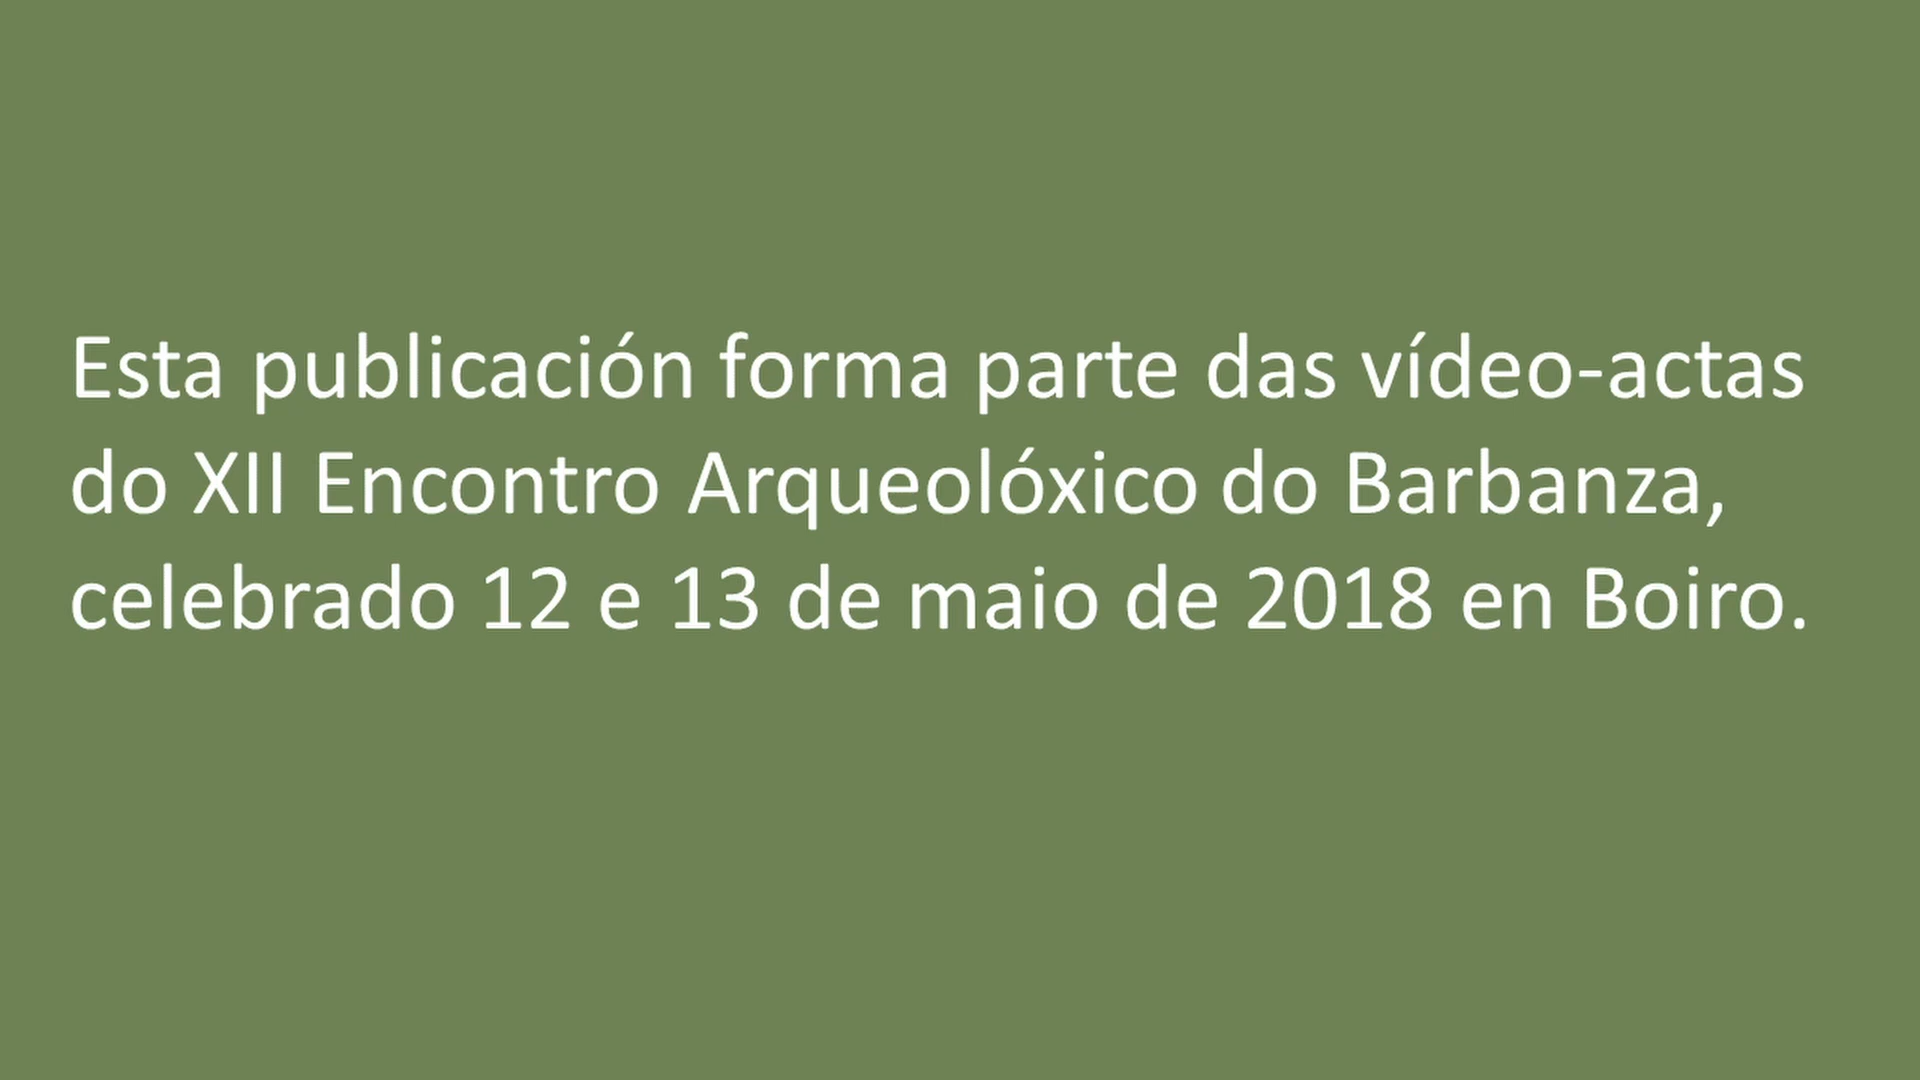 Esta publicación forma parte das vídeo-actas
do XII Encontro Arqueolóxico do Barbanza,
celebrado 12 e 13 de maio de 2018 en Boiro.